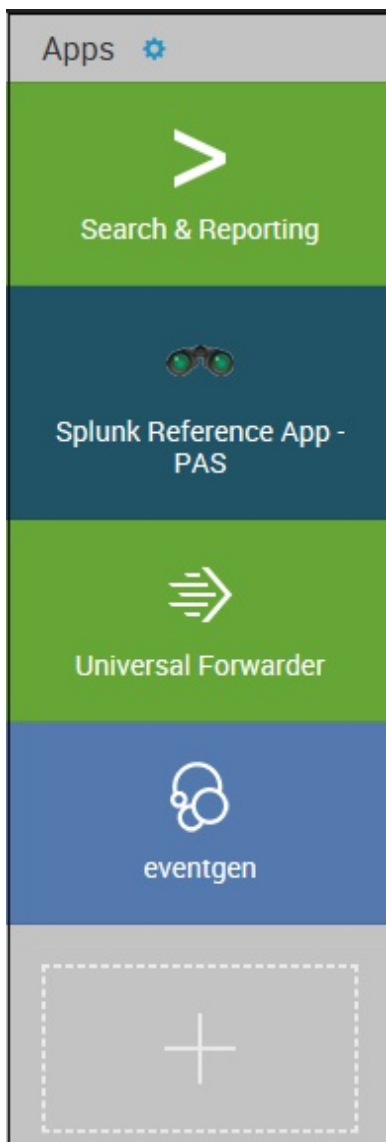 Apps
Search & Reporting
Splunk Reference App -
PAS
Universal Forwarder
eventgen